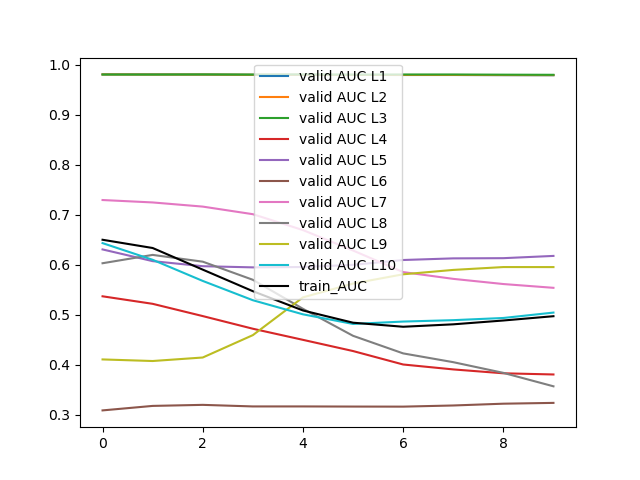 1.0
0.9
0.8
0.7
0.6
0.5
0.4
0.3
valid AUC L1
valid AUC L2
valid AUC L3
valid AUC L4
valid AUC L5
valid AUC L6
valid AUC L7
valid AUC L8
valid AUC L9
valid AUC L10
train_AUC
0 2 4 6 8